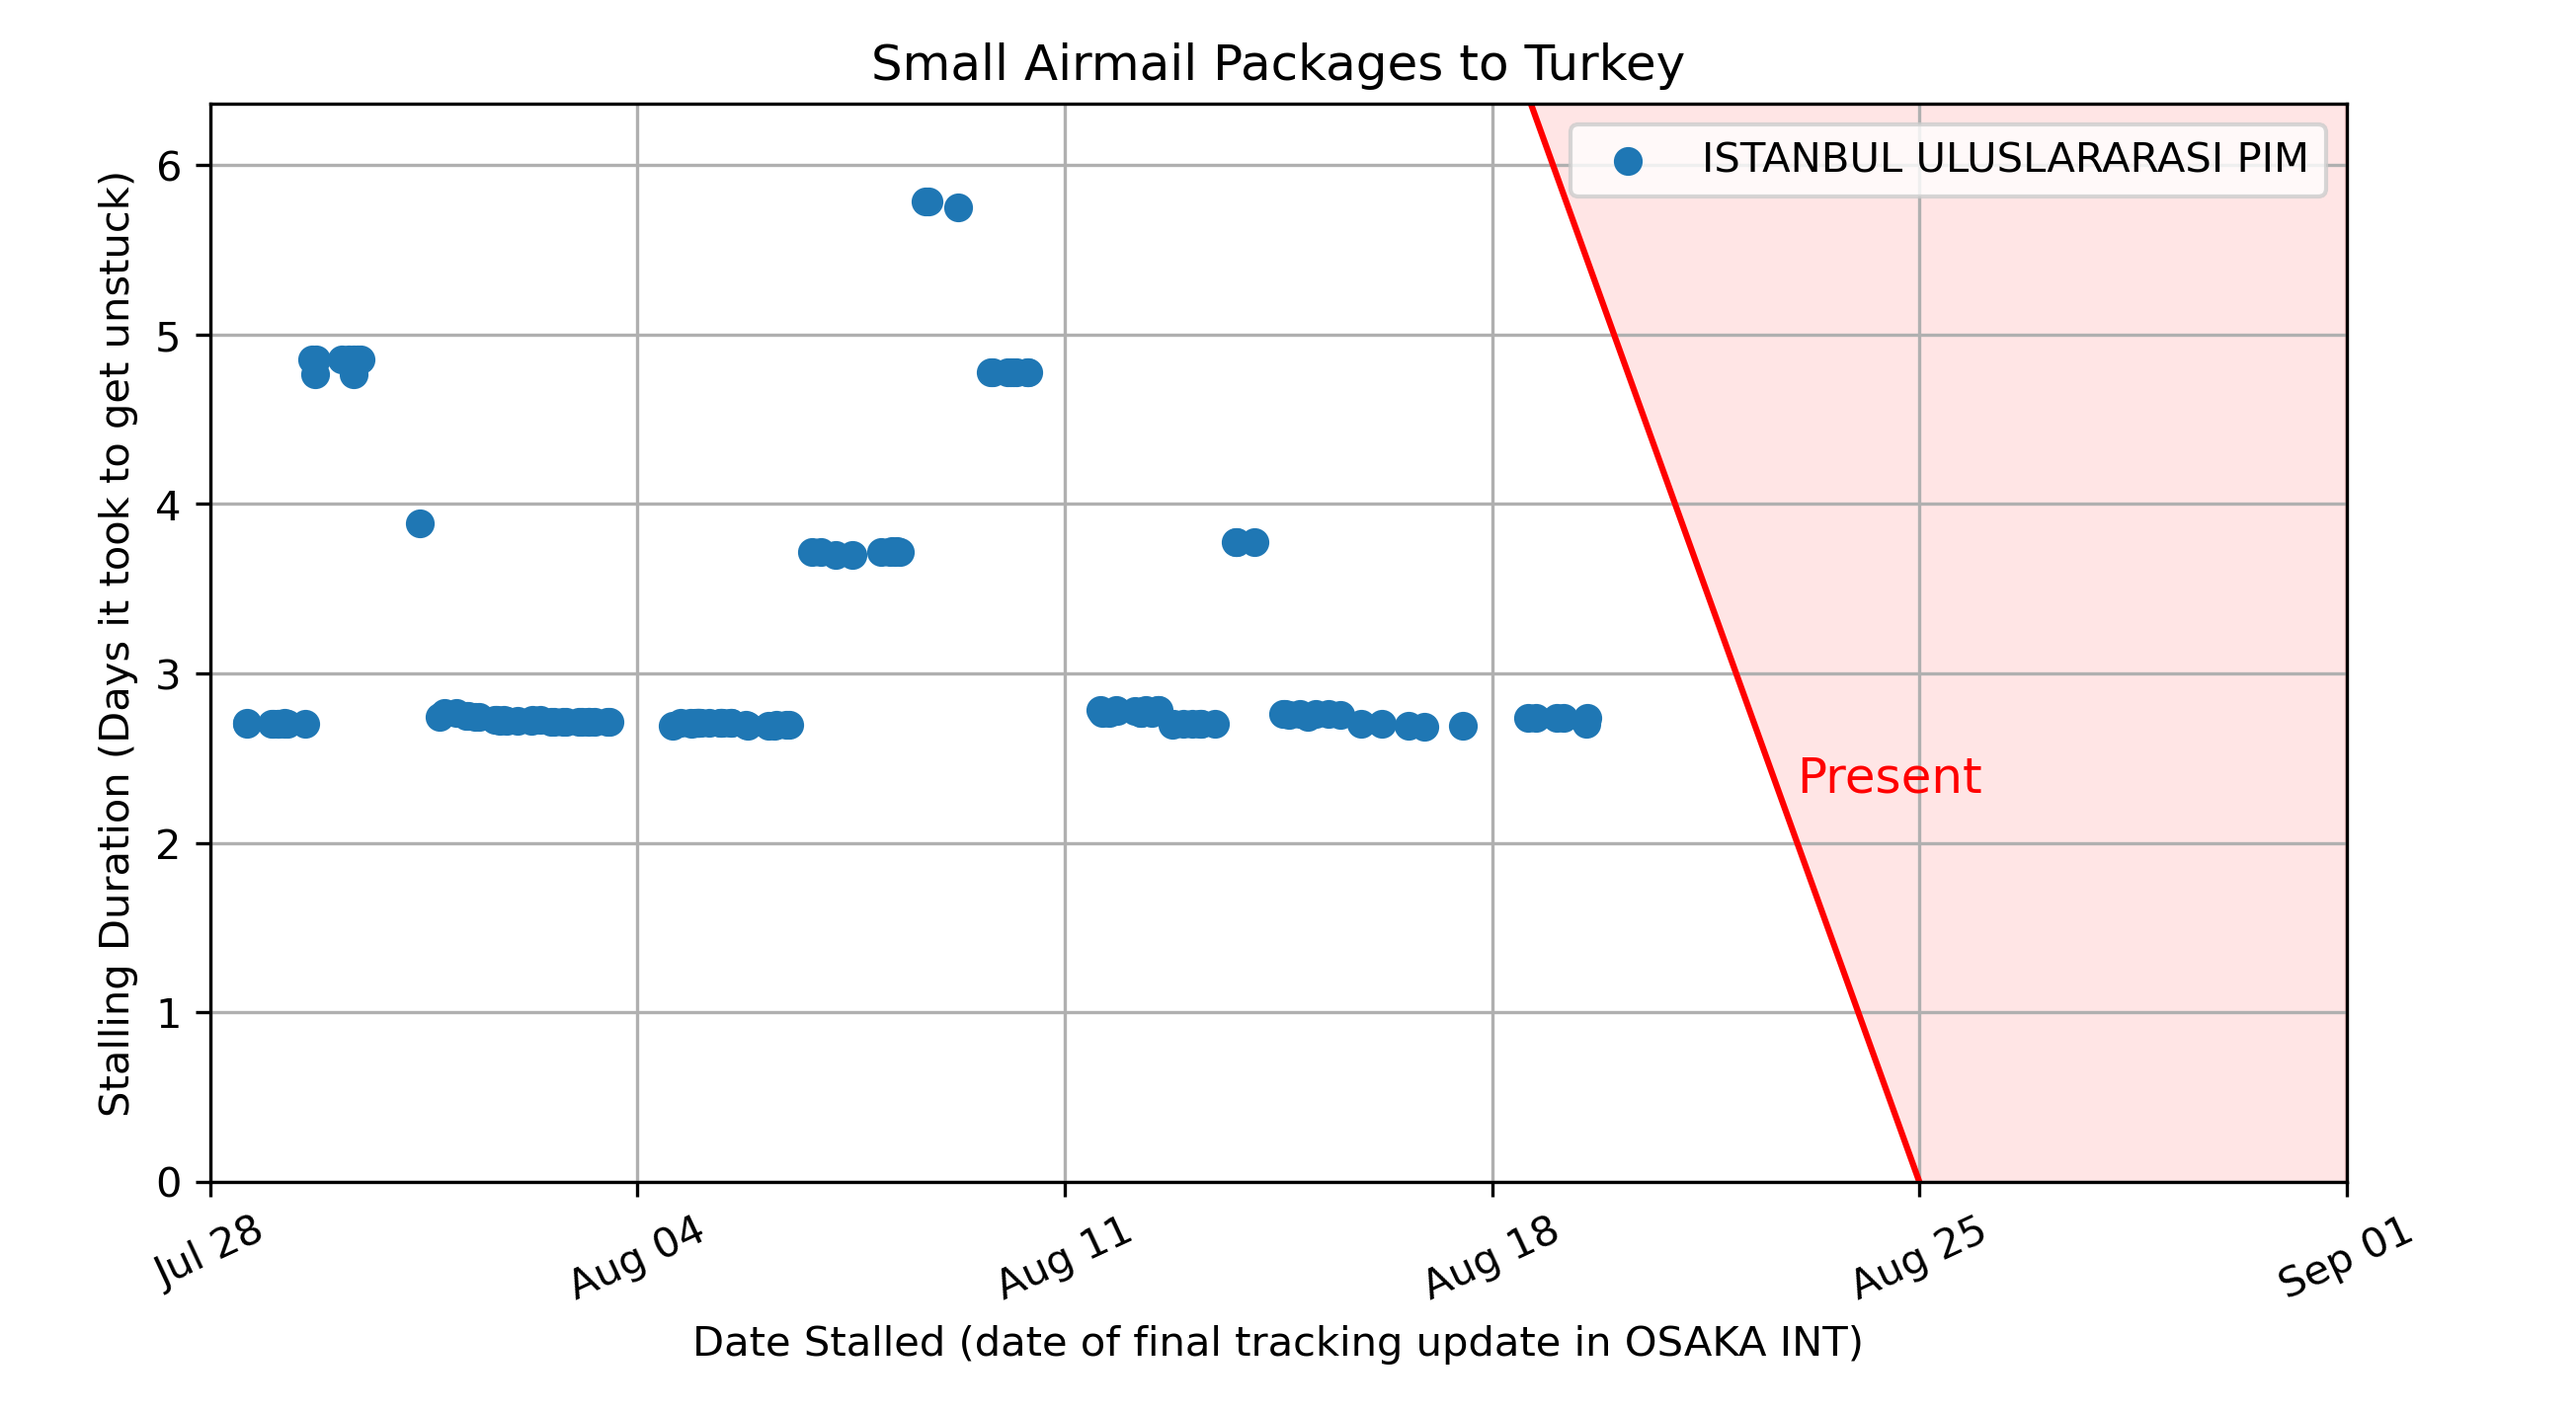 Small Airmail Packages to Turkey
ISTANBUL ULUSLARARASI PIM
Stalling Duration (Days it took to get unstuck)
6
5
4
3
2
1
0
Present
Jul 28
Aug 04
Aug 11
Aug 18
Aug 25
Sep 01
Date Stalled (date of final tracking update in OSAKA INT)